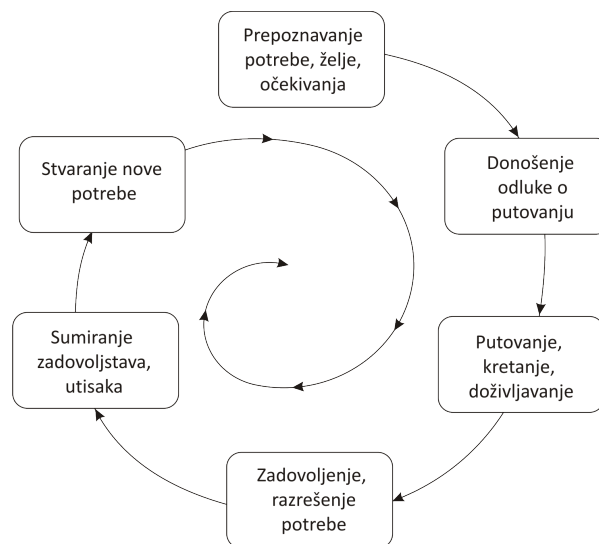 Prepoznavanje
potrebe, želje,
očekivanja
Donošenje
odluke o
putovanju
Putovanje,
kretanje,
doživljavanje
Zadovoljenje,
razrešenje
potrebe
Sumiranje
zadovoljstava,
utisaka
Stvaranje nove
potrebe